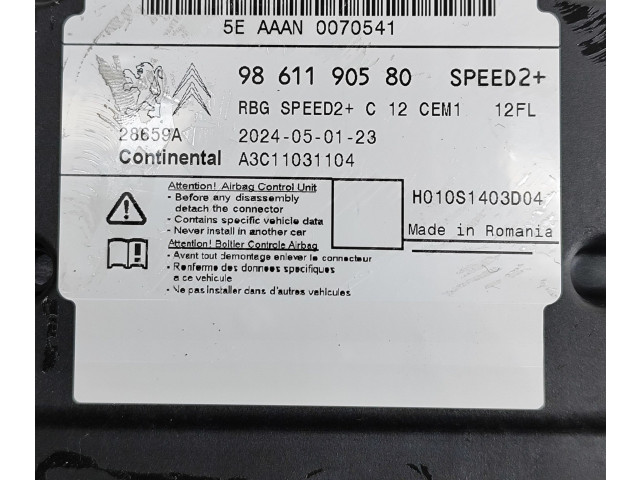 5E AAAN 0070541
98 611 905 80 SPEED2+
RBG SPEED2+ C 12 CEM1 12FL
28659A 2024-05-01-23
Continental A3C11031104
Attention! Airbag Control Unit
- Before any disassembly
detach the connector
- Contains specific vehicle data
- Never install in another car
Attention! Boîtier Controle Airbag
- Avant tout demontage enlever le connecteur
- Renferme des donnees specifiques
a ce vehicule
- Ne pas installer dans d'autres véhicules
H010S1403D04
Made in Romania